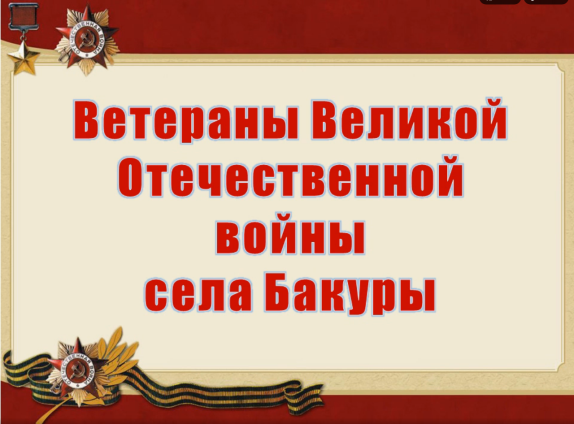 Ветераны Великой
Отечественной
войны
села Бакуры